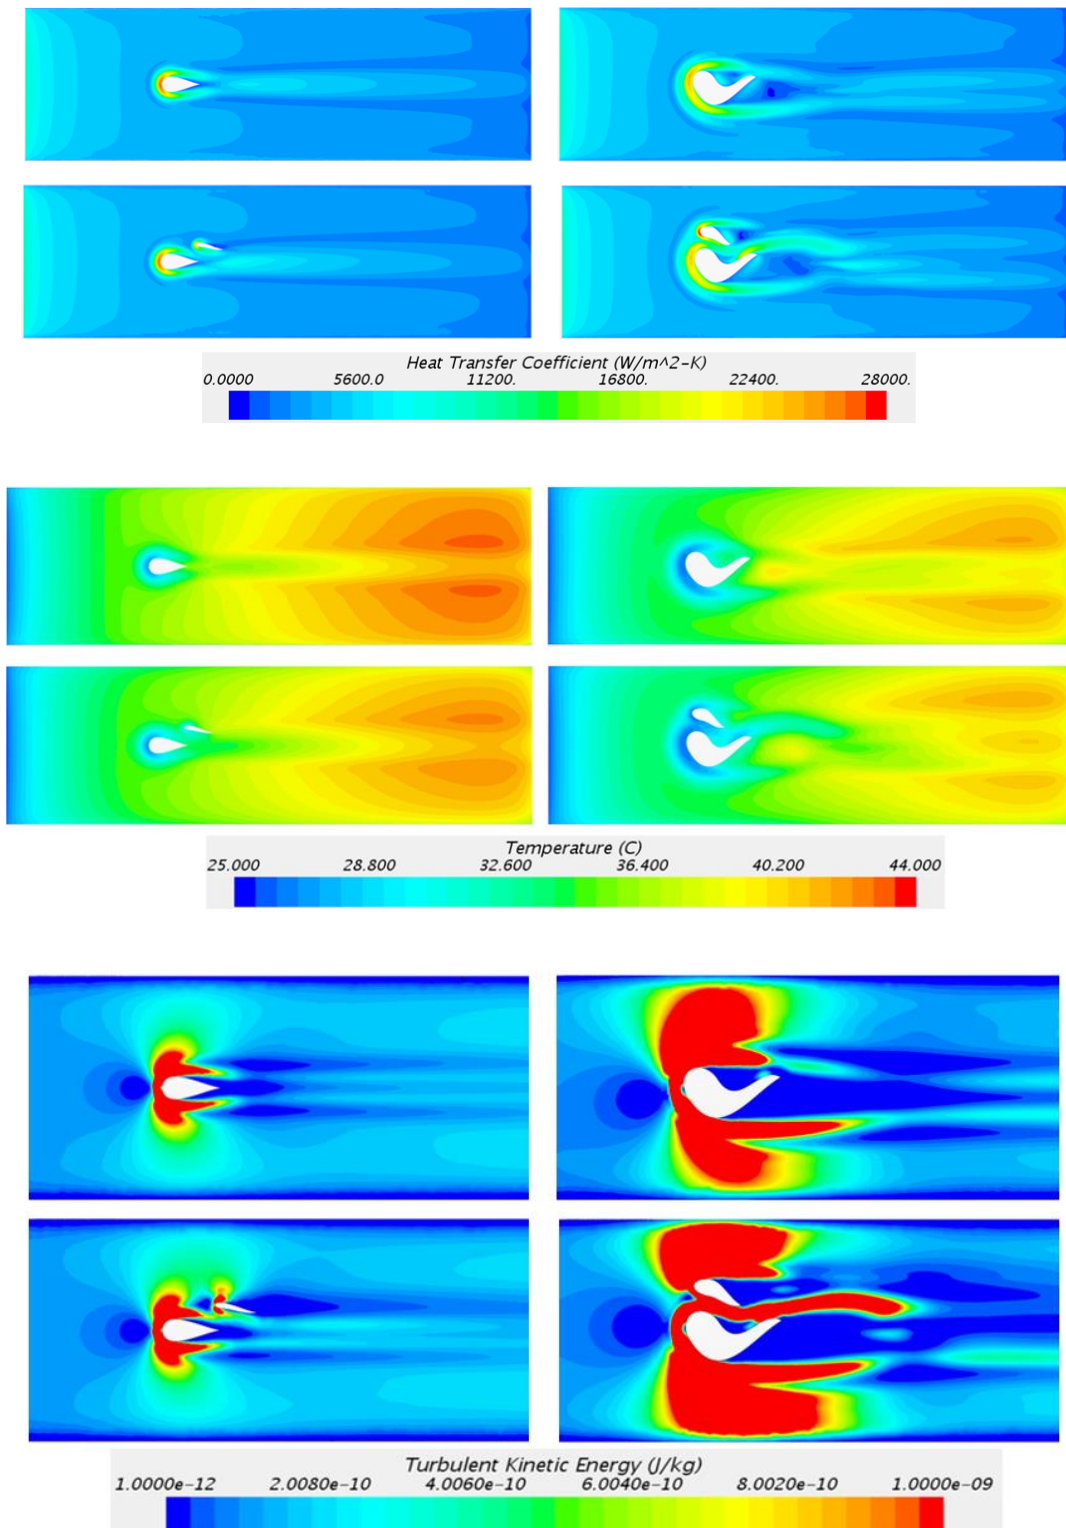 Heat Transfer Coefficient (W/m^2-K)
0.0000 5600.0 11200. 16800. 22400. 28000.
Temperature (C)
25.000 28.800 32.600 36.400 40.200 44.000
Turbulent Kinetic Energy (J/kg)
1.0000e-12 2.0080e-10 4.0060e-10 6.0040e-10 8.0020e-10 1.0000e-09